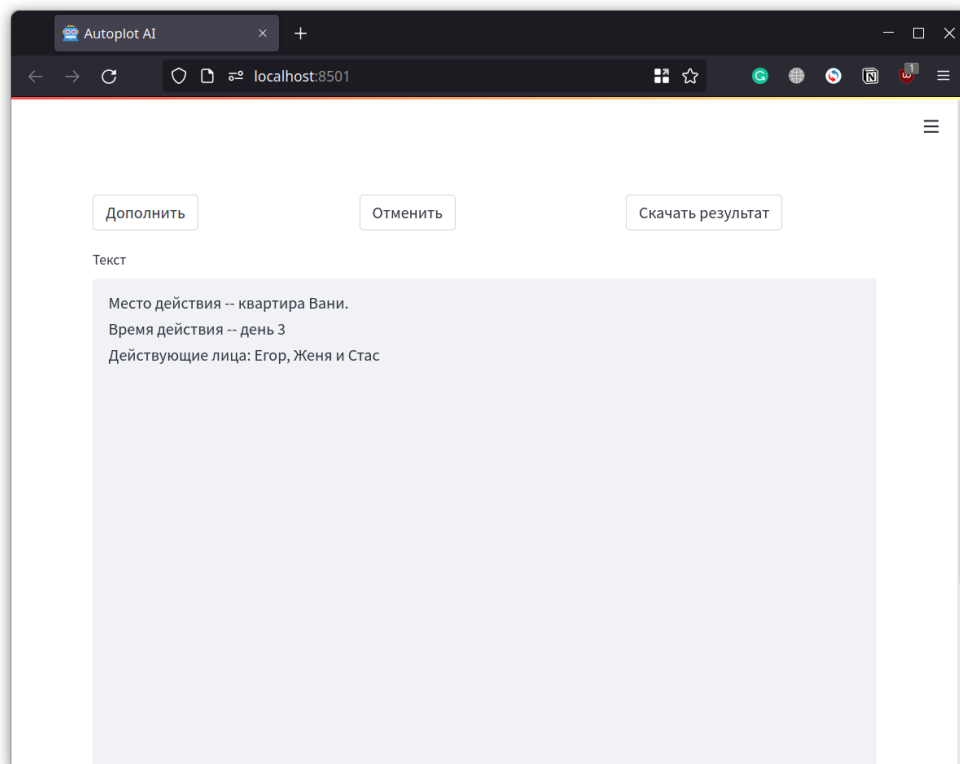 Autoplot AI
localhost:8501
1
Дополнить
Отменить
Скачать результат
Текст
Место действия -- квартира Вани.
Время действия -- день 3
Действующие лица: Егор, Женя и Стас